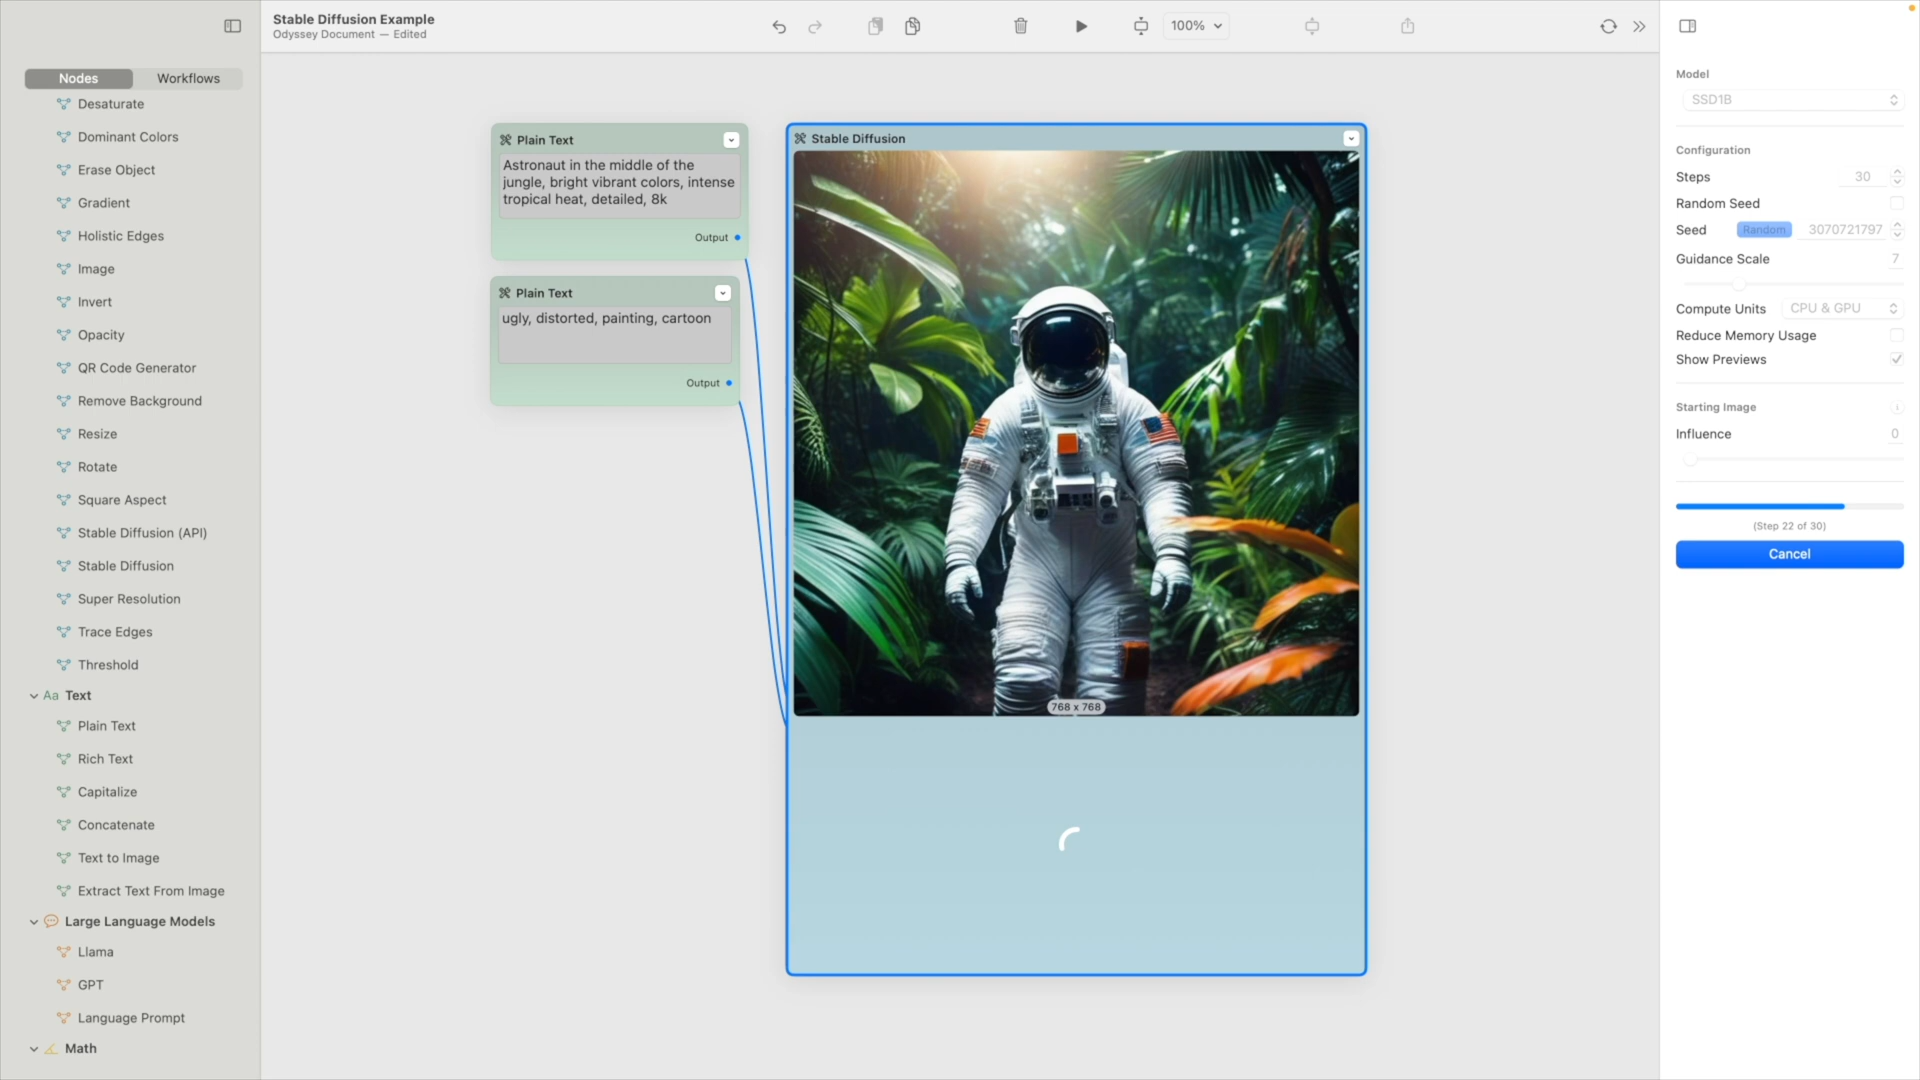 Stable Diffusion Example
Odyssey Document — Edited
100%
Nodes
Workflows
Desaturate
Dominant Colors
Erase Object
Gradient
Holistic Edges
Image
Invert
Opacity
QR Code Generator
Remove Background
Resize
Rotate
Square Aspect
Stable Diffusion (API)
Stable Diffusion
Super Resolution
Trace Edges
Threshold
Aa Text
Plain Text
Rich Text
Capitalize
Concatenate
Text to Image
Extract Text From Image
Large Language Models
Llama
GPT
Language Prompt
Math
Plain Text
Astronaut in the middle of the
jungle, bright vibrant colors, intense
tropical heat, detailed, 8k
Output
Plain Text
ugly, distorted, painting, cartoon
Output
Stable Diffusion
768 x 768
Model
SSD1B
Configuration
Steps 30
Random Seed
Seed Random 3070721797
Guidance Scale 7
Compute Units CPU & GPU
Reduce Memory Usage
Show Previews
Starting Image
Influence 0
(Step 22 of 30)
Cancel